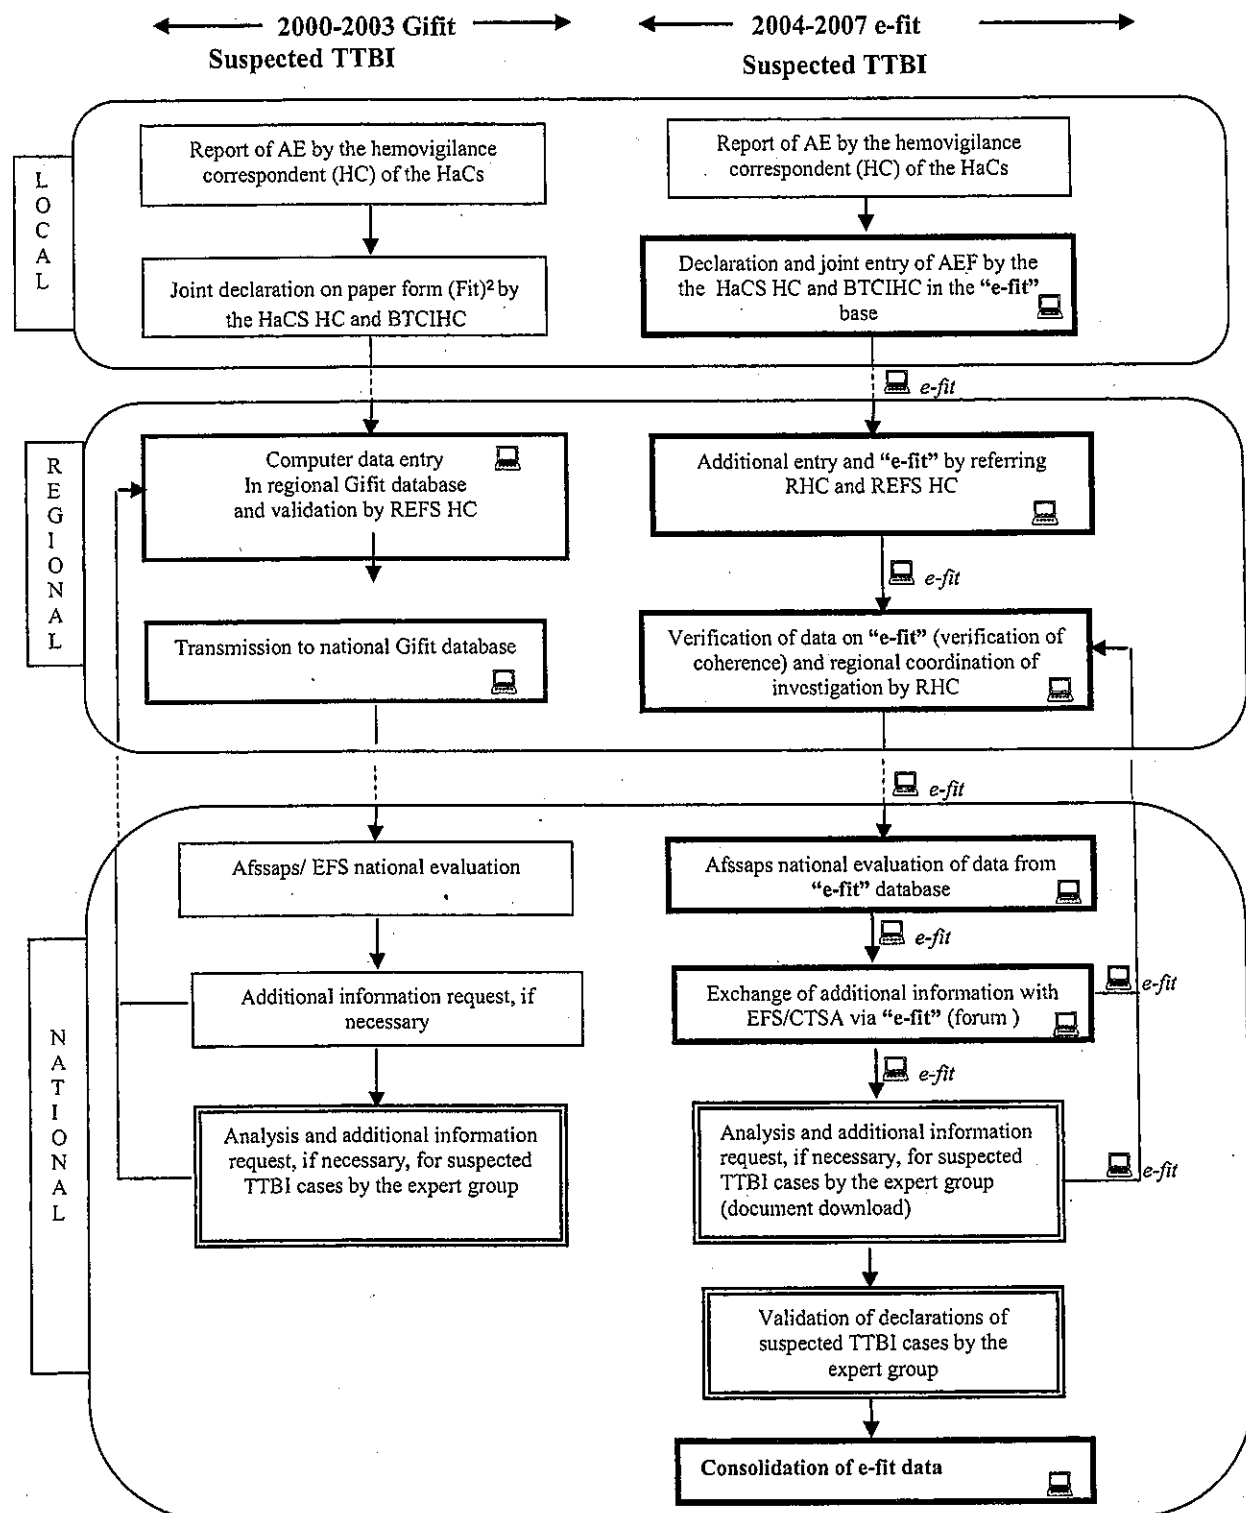 2000-2003 Gifit
Suspected TTBI
2004-2007 e-fit
Suspected TTBI
LOCAL
Report of AE by the hemovigilance
correspondent (HC) of the HaCs
Joint declaration on paper form (Fit)² by
the HaCS HC and BTCIHC
Report of AE by the hemovigilance
correspondent (HC) of the HaCs
Declaration and joint entry of AEF by the
the HaCS HC and BTCIHC in the "e-fit"
base
e-fit
REGIONAL
Computer data entry
In regional Gifit database
and validation by REFS HC
Transmission to national Gifit database
Additional entry and "e-fit" by referring
RHC and REFS HC
e-fit
Verification of data on "e-fit" (verification of
coherence) and regional coordination of
investigation by RHC
e-fit
NATIONAL
Afssaps/ EFS national evaluation
Additional information request, if
necessary
Analysis and additional information
request, if necessary, for suspected
TTBI cases by the expert group
Afssaps national evaluation of data from
"e-fit" database
e-fit
Exchange of additional information with
EFS/CTSA via "e-fit" (forum )
e-fit
e-fit
Analysis and additional information
request, if necessary, for suspected
TTBI cases by the expert group
(document download)
e-fit
Validation of declarations of
suspected TTBI cases by the
expert group
Consolidation of e-fit data